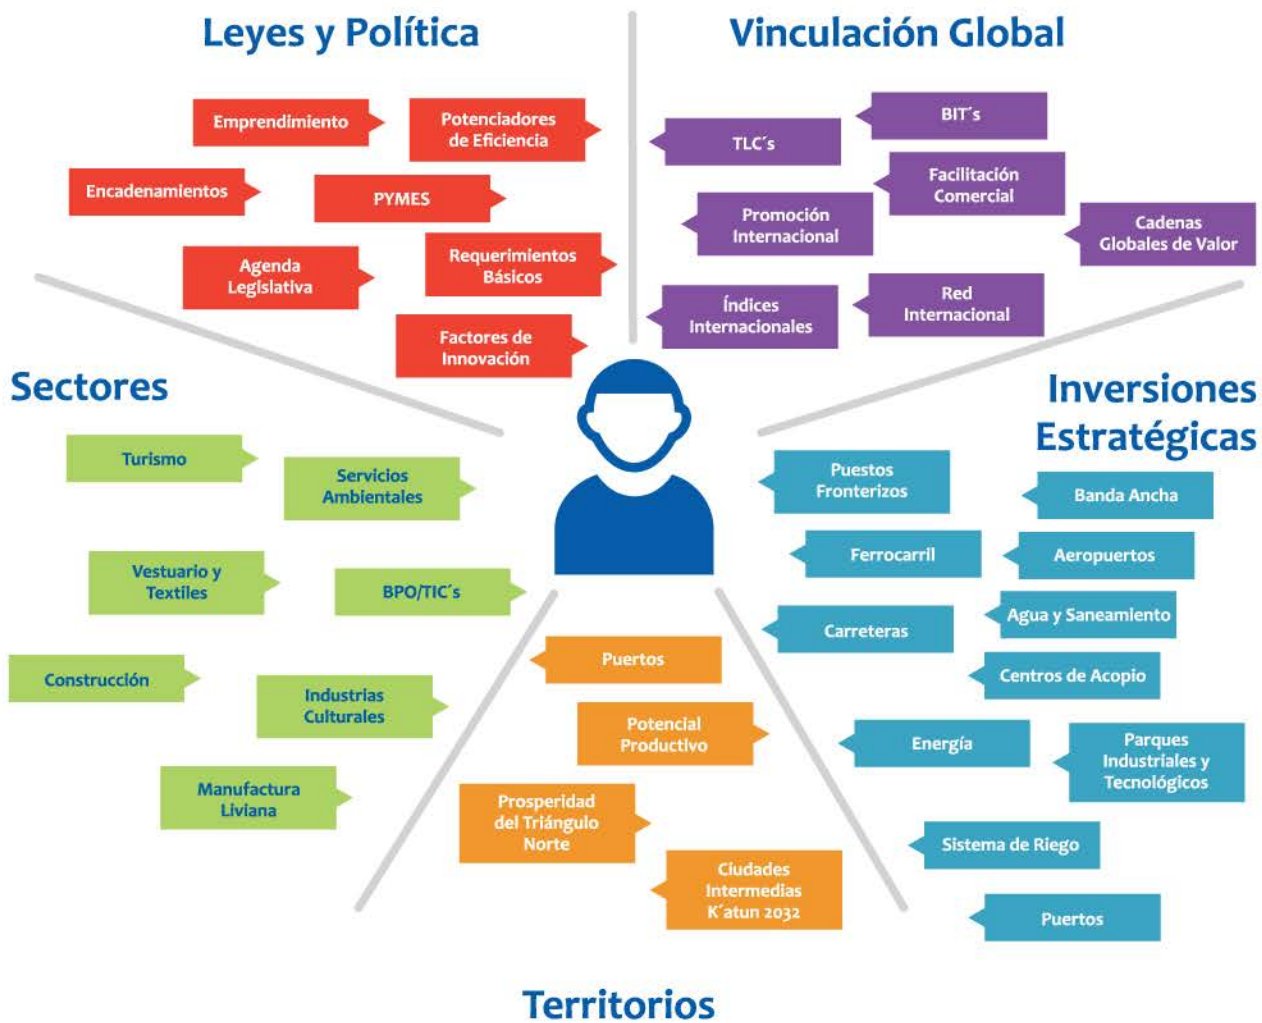 Leyes y Política
Emprendimiento
Potenciadores
de Eficiencia
Encadenamientos
PYMES
Agenda
Legislativa
Requerimientos
Básicos
Factores de
Innovación
Vinculación Global
TLC´s
BIT´s
Facilitación
Comercial
Promoción
Internacional
Cadenas
Globales de Valor
Índices
Internacionales
Red
Internacional
Sectores
Turismo
Servicios
Ambientales
Vestuario y
Textiles
BPO/TIC´s
Construcción
Industrias
Culturales
Manufactura
Liviana
Inversiones
Estratégicas
Puestos
Fronterizos
Banda Ancha
Ferrocarril
Aeropuertos
Carreteras
Agua y Saneamiento
Centros de Acopio
Energía
Parques
Industriales y
Tecnológicos
Sistema de Riego
Puertos
Puertos
Potencial
Productivo
Prosperidad
del Triángulo
Norte
Ciudades
Intermedias
K´atun 2032
Territorios